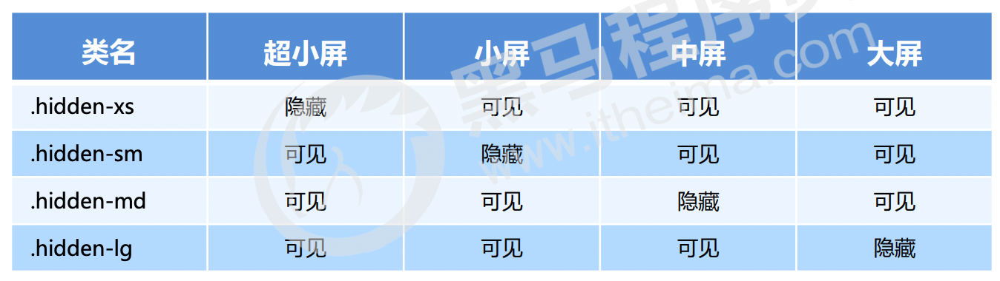 类名 超小屏 小屏 中屏 大屏
.hidden-xs 隐藏 可见 可见 可见
.hidden-sm 可见 隐藏 可见 可见
.hidden-md 可见 可见 隐藏 可见
.hidden-lg 可见 可见 可见 隐藏
黑马程序
www.itheima.com